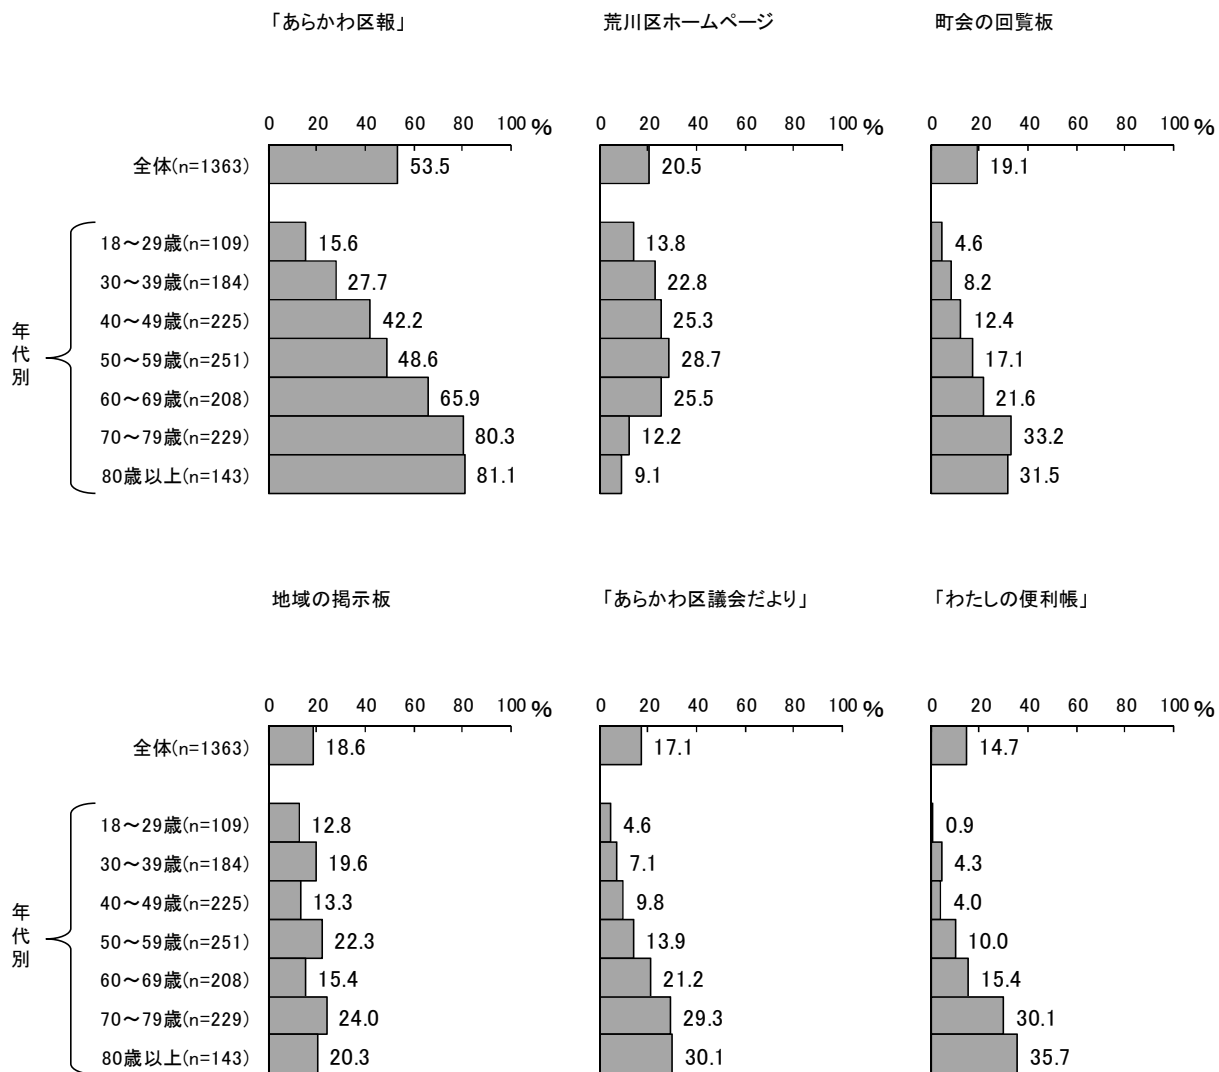 「あらかわ区報」 荒川区ホームページ 町会の回覧板
0 20 40 60 80 100 % 0 20 40 60 80 100 % 0 20 40 60 80 100 %
全体(n=1363) 53.5 20.5 19.1
年代別
18～29歳(n=109) 15.6 13.8 4.6
30～39歳(n=184) 27.7 22.8 8.2
40～49歳(n=225) 42.2 25.3 12.4
50～59歳(n=251) 48.6 28.7 17.1
60～69歳(n=208) 65.9 25.5 21.6
70～79歳(n=229) 80.3 12.2 33.2
80歳以上(n=143) 81.1 9.1 31.5
地域の掲示板 「あらかわ区議会だより」 「わたしの便利帳」
0 20 40 60 80 100 % 0 20 40 60 80 100 % 0 20 40 60 80 100 %
全体(n=1363) 18.6 17.1 14.7
年代別
18～29歳(n=109) 12.8 4.6 0.9
30～39歳(n=184) 19.6 7.1 4.3
40～49歳(n=225) 13.3 9.8 4.0
50～59歳(n=251) 22.3 13.9 10.0
60～69歳(n=208) 15.4 21.2 15.4
70～79歳(n=229) 24.0 29.3 30.1
80歳以上(n=143) 20.3 30.1 35.7